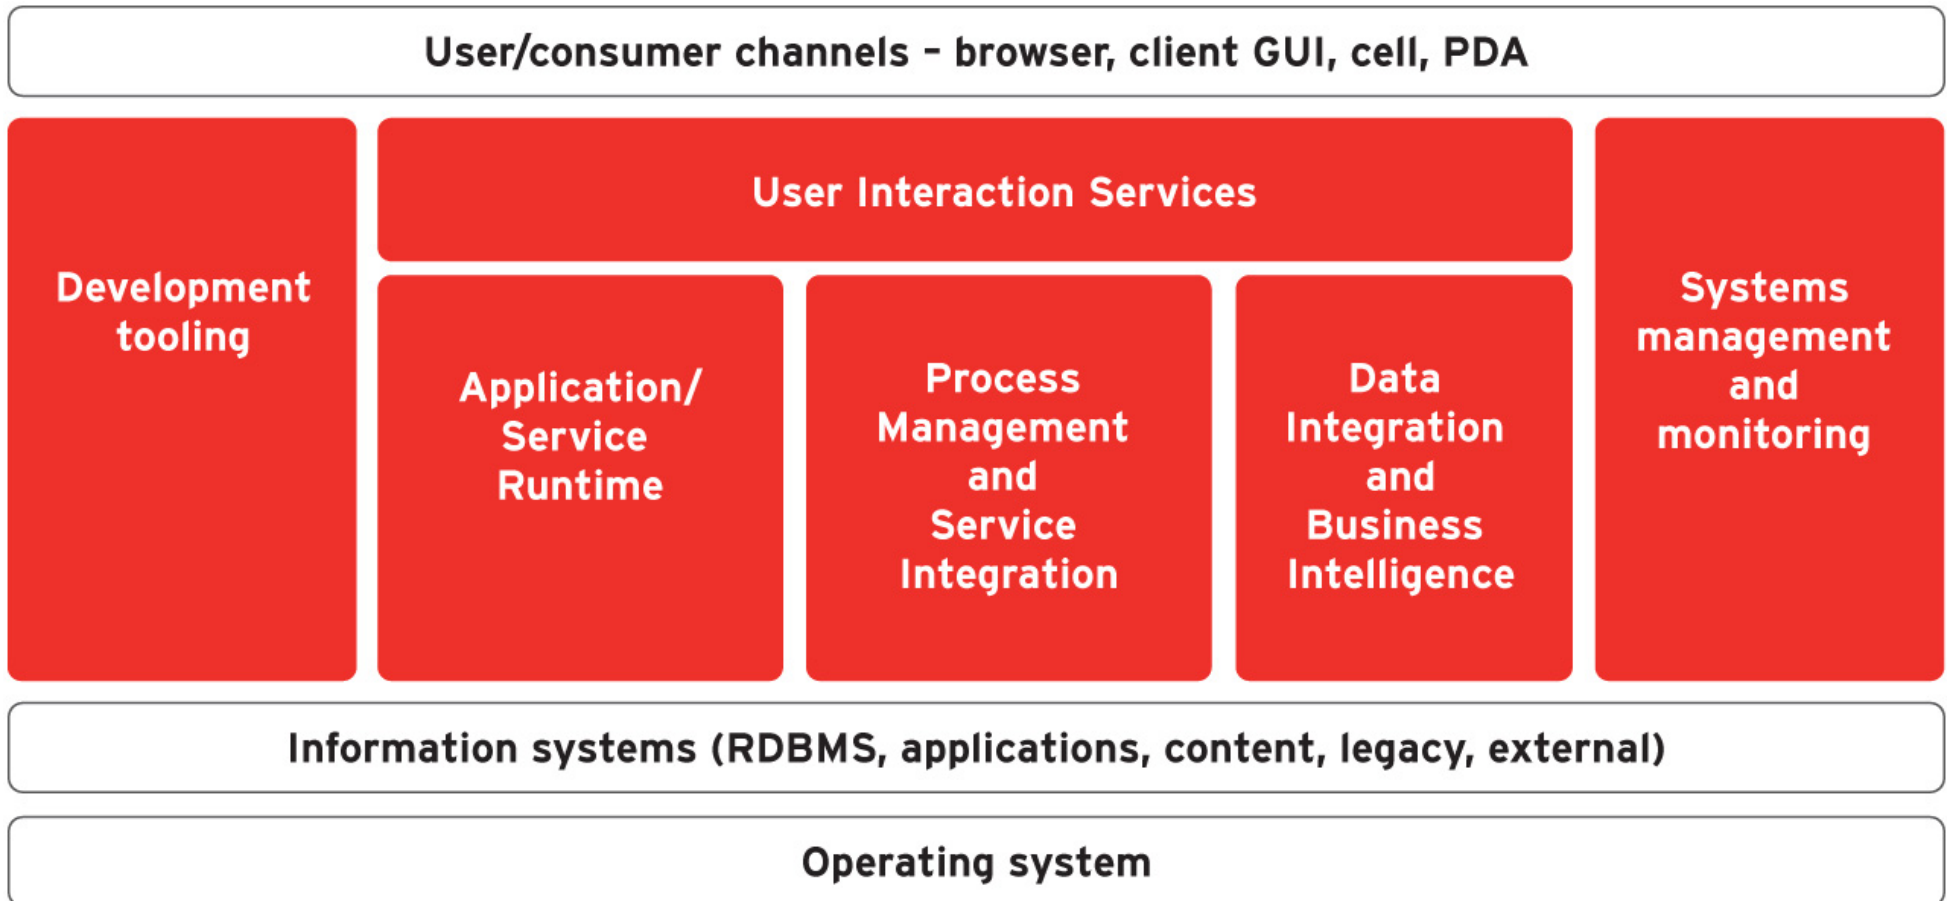 User/consumer channels – browser, client GUI, cell, PDA
User Interaction Services
Development
tooling
Application/
Service
Runtime
Process
Management
and
Service
Integration
Data
Integration
and
Business
Intelligence
Systems
management
and
monitoring
Information systems (RDBMS, applications, content, legacy, external)
Operating system